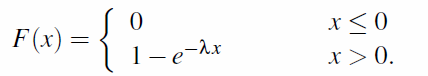 F(x) = { 0 x ≤ 0
1 − e^{−λx} x > 0.